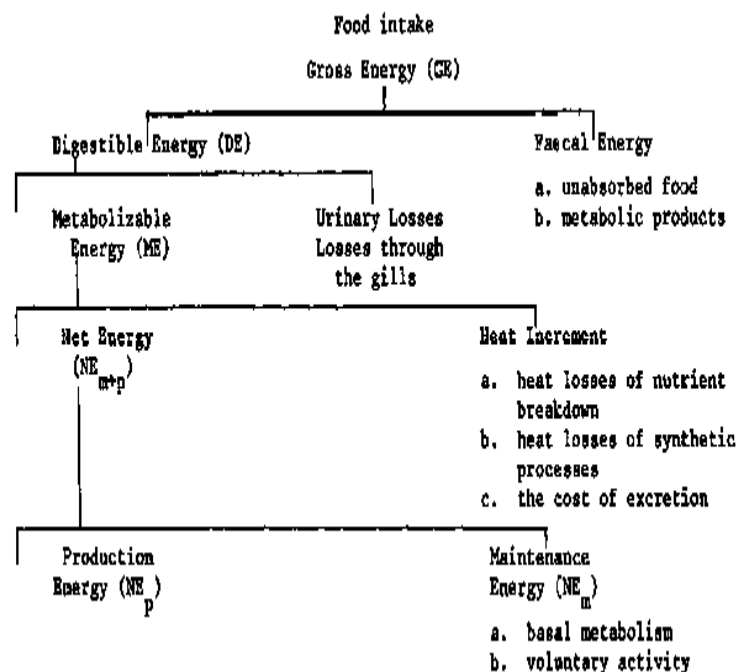 Food intake
Gross Energy (GE)
Digestible Energy (DE)
Faecal Energy
a. unabsorbed food
b. metabolic products
Metabolizable
Energy (ME)
Urinary Losses
Losses through
the gills
Net Energy
(NE m+p)
Heat Increment
a. heat losses of nutrient
breakdown
b. heat losses of synthetic
processes
c. the cost of excretion
Production
Energy (NE p)
Maintenance
Energy (NE m)
a. basal metabolism
b. voluntary activity